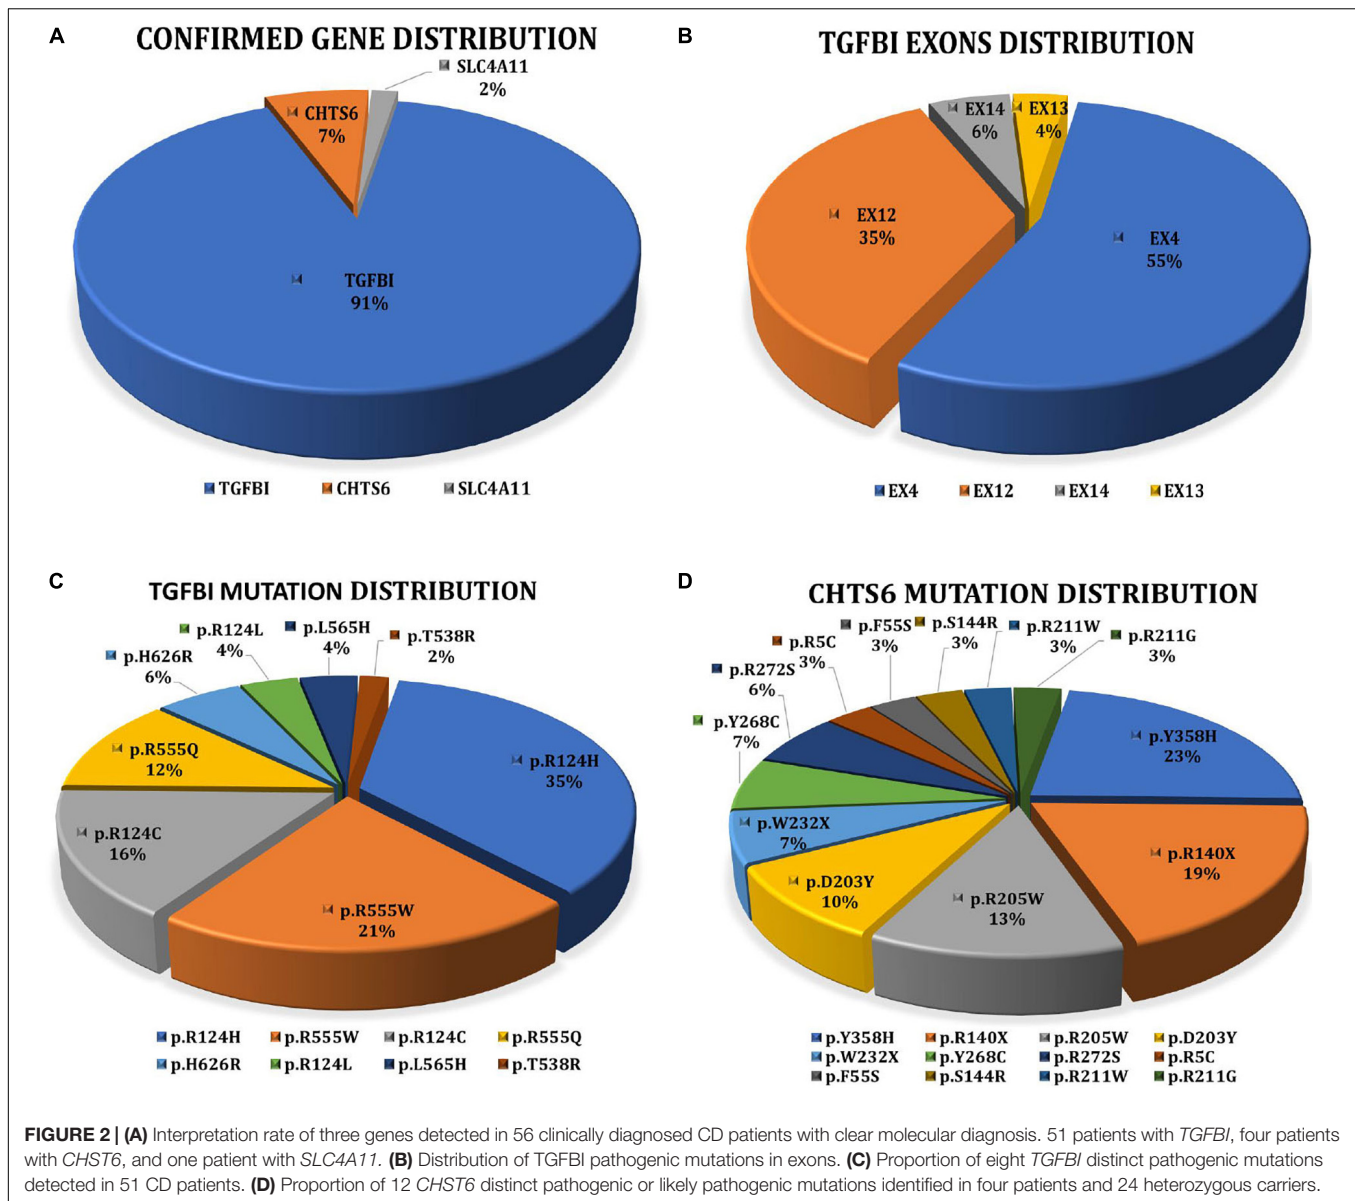 A
CONFIRMED GENE DISTRIBUTION
SLC4A11
2%
CHTS6
7%
TGFBI
91%
TGFBI CHTS6 SLC4A11
B
TGFBI EXONS DISTRIBUTION
EX14
6%
EX13
4%
EX12
35%
EX4
55%
EX4 EX12 EX14 EX13
C
TGFBI MUTATION DISTRIBUTION
p.R124L
4%
p.L565H
4%
p.T538R
2%
p.H626R
6%
p.R555Q
12%
p.R124H
35%
p.R124C
16%
p.R555W
21%
p.R124H p.R555W p.R124C p.R555Q
p.H626R p.R124L p.L565H p.T538R
D
CHTS6 MUTATION DISTRIBUTION
p.F55S
3%
p.S144R
3%
p.R211W
3%
p.R211G
3%
p.R5C
3%
p.R272S
6%
p.Y268C
7%
p.Y358H
23%
p.W232X
7%
p.R140X
19%
p.D203Y
10%
p.R205W
13%
p.Y358H p.R140X p.R205W p.D203Y
p.W232X p.Y268C p.R272S p.R5C
p.F55S p.S144R p.R211W p.R211G
FIGURE 2 | (A) Interpretation rate of three genes detected in 56 clinically diagnosed CD patients with clear molecular diagnosis. 51 patients with TGFBI, four patients
with CHST6, and one patient with SLC4A11. (B) Distribution of TGFBI pathogenic mutations in exons. (C) Proportion of eight TGFBI distinct pathogenic mutations
detected in 51 CD patients. (D) Proportion of 12 CHST6 distinct pathogenic or likely pathogenic mutations identified in four patients and 24 heterozygous carriers.